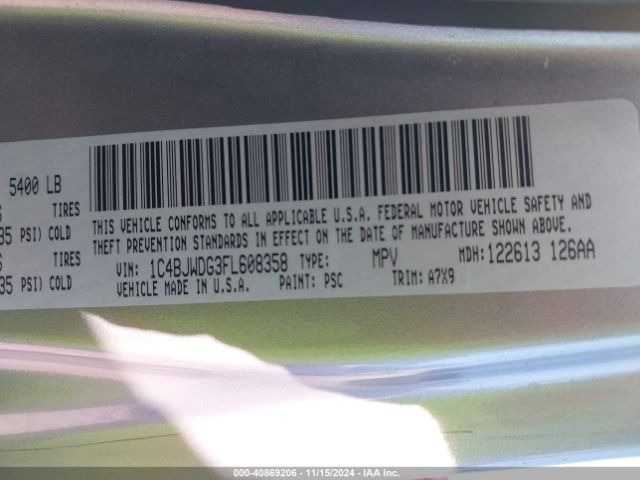 5400 LB
TIRES
35 PSI) COLD
TIRES
35 PSI) COLD
THIS VEHICLE CONFORMS TO ALL APPLICABLE U.S.A. FEDERAL MOTOR VEHICLE SAFETY AND
THEFT PREVENTION STANDARDS IN EFFECT ON THE DATE OF MANUFACTURE SHOWN ABOVE.
VIN: 1C4BJWDG3FL608358 TYPE: MPV MDH: 122613 126AA
VEHICLE MADE IN U.S.A. PAINT: PSC TRIM: A7X9
000-40869206 - 11/15/2024 - IAA Inc.